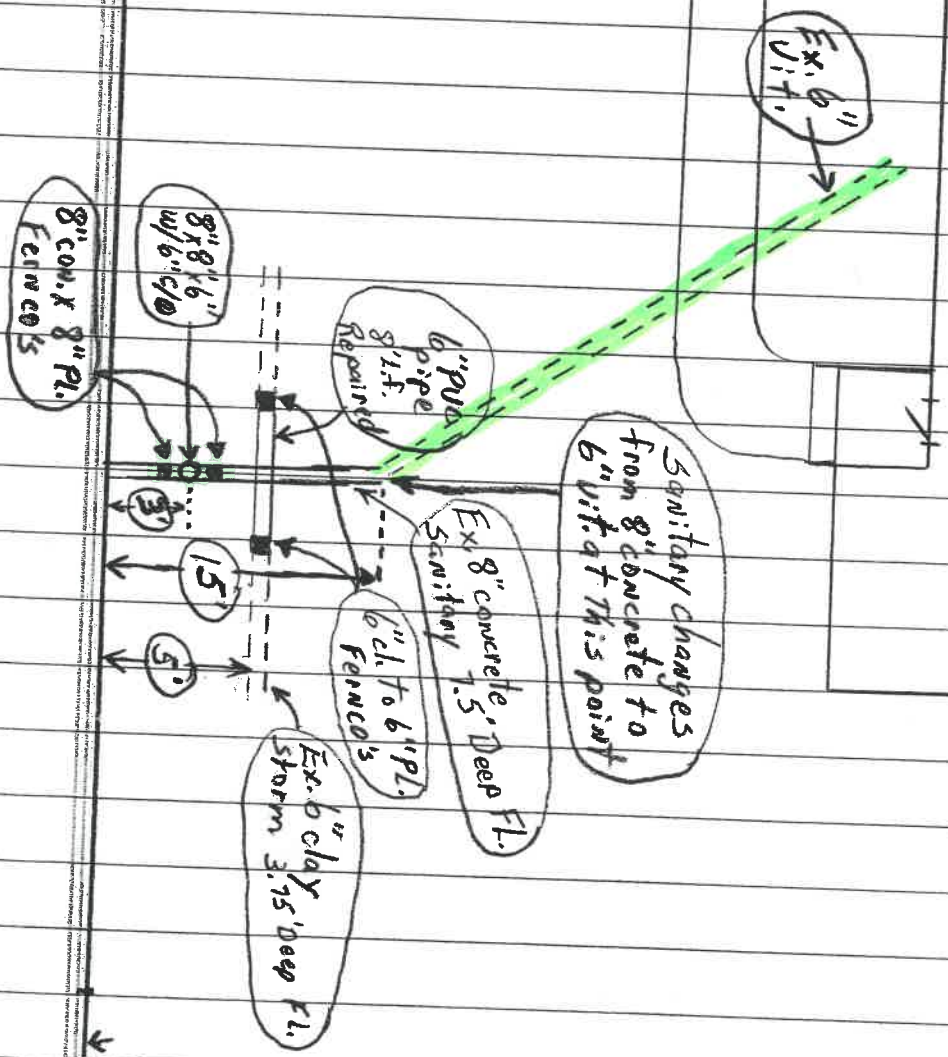 Ex. 6"
Vit.
8" con. x 8" PL.
Fernco's
8"x8"x6"
w/6" c/o
6" PVC
pipe
8' L.f.
Repaired
Sanitary changes
from 8" concrete to
6" Vit. at This point
Ex. 8" concrete
Sanitary 7.5' Deep FL.
6" cl. to 6" PL.
FERNCO'S
Ex. 6" clay
storm 3.75' Deep FL.
3'
15'
5'